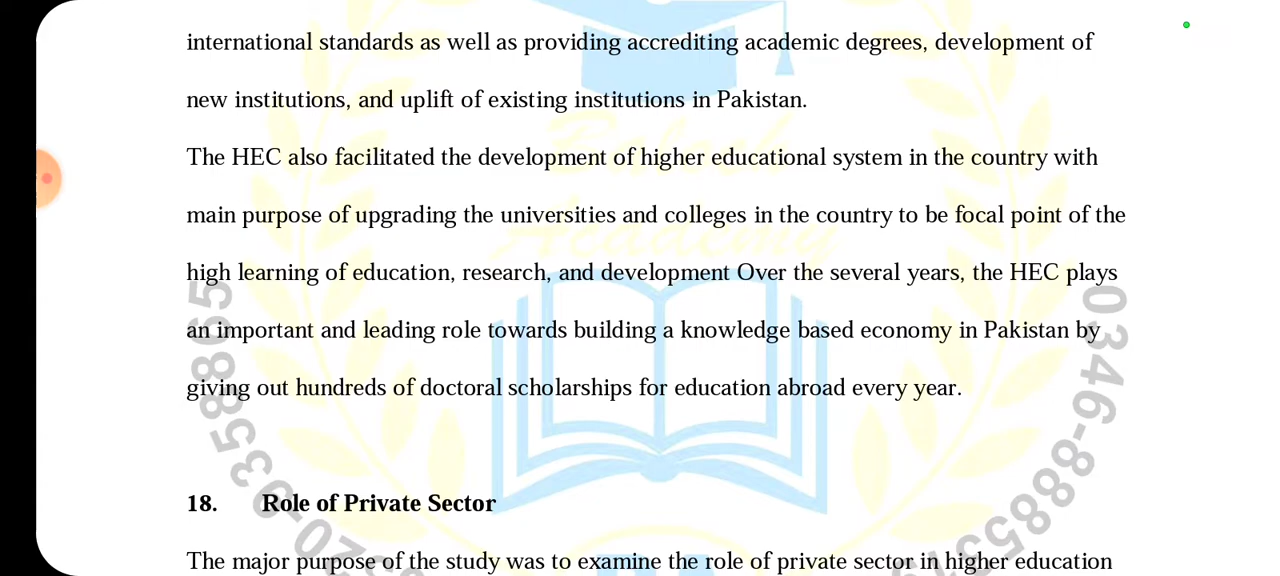 international standards as well as providing accrediting academic degrees, development of
new institutions, and uplift of existing institutions in Pakistan.
Baloch
The HEC also facilitated the development of higher educational system in the country with
main purpose of upgrading the universities and colleges in the country to be focal point of the
Academy
high learning of education, research, and development Over the several years, the HEC plays
an important and leading role towards building a knowledge based economy in Pakistan by
giving out hundreds of doctoral scholarships for education abroad every year.
18. Role of Private Sector
The major purpose of the study was to examine the role of private sector in higher education